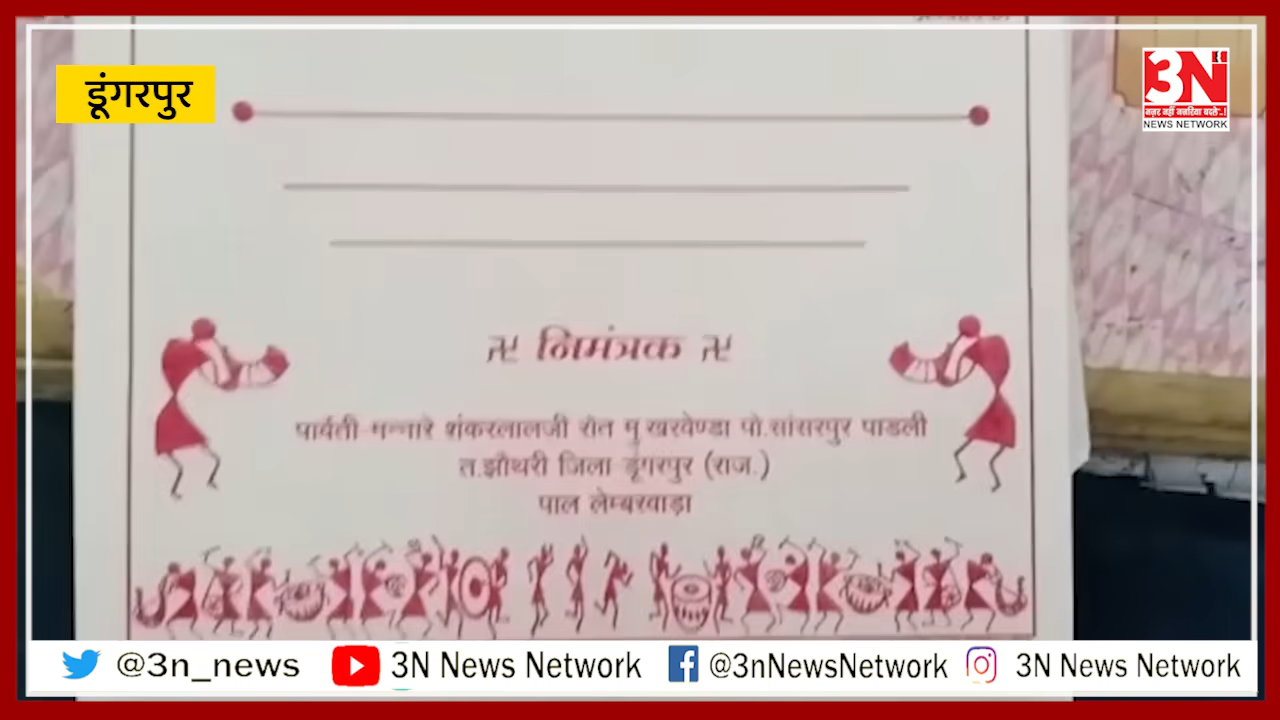 डूंगरपुर
3N
NEWS NETWORK
निमंत्रक
पार्वती मन्नारे शंकरलालजी रोत मु खरवेण्डा पो.सांसरपुर पाडली
त.झौथरी जिला डूंगरपुर (राज.)
पाल लेम्बरवाड़ा
@3n_news 3N News Network @3nNewsNetwork 3N News Network